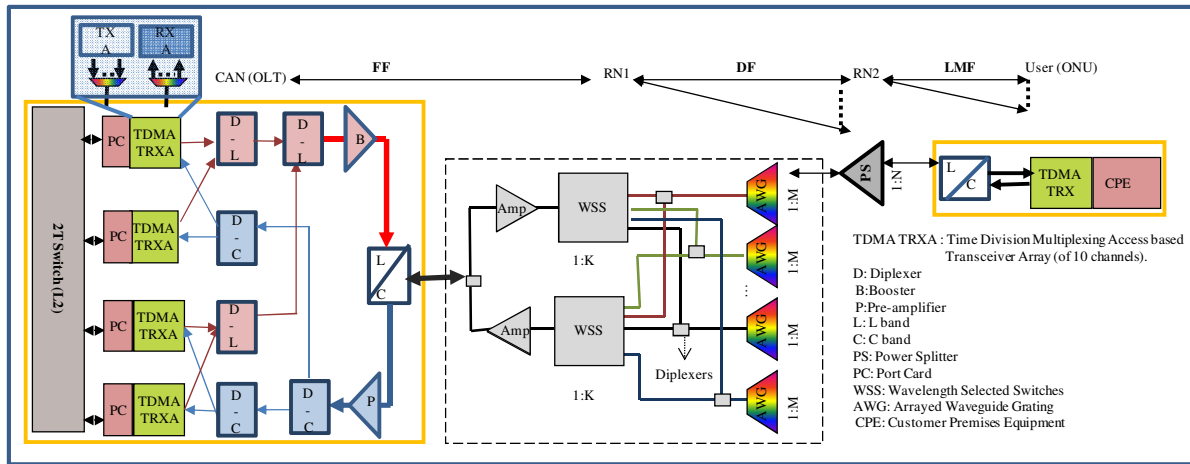 TX
A
RX
A
CAN (OLT)
FF
RN1
DF
RN2
LMF
User (ONU)
2T Switch (L2)
PC
TDMA
TRXA
PC
TDMA
TRXA
PC
TDMA
TRXA
PC
TDMA
TRXA
D
-
L
D
-
L
D
-
C
D
-
L
D
-
C
D
-
C
B
P
L
C
Amp
WSS
1:K
Amp
WSS
1:K
Diplexers
AWG
1:M
AWG
1:M
...
AWG
1:M
AWG
1:M
PS
1:N
L
C
TDMA
TRX
CPE
TDMA TRXA : Time Division Multiplexing Access based
Transceiver Array (of 10 channels).
D: Diplexer
B:Booster
P:Pre-amplifier
L: L band
C: C band
PS: Power Splitter
PC: Port Card
WSS: Wavelength Selected Switches
AWG: Arrayed Waveguide Grating
CPE: Customer Premises Equipment